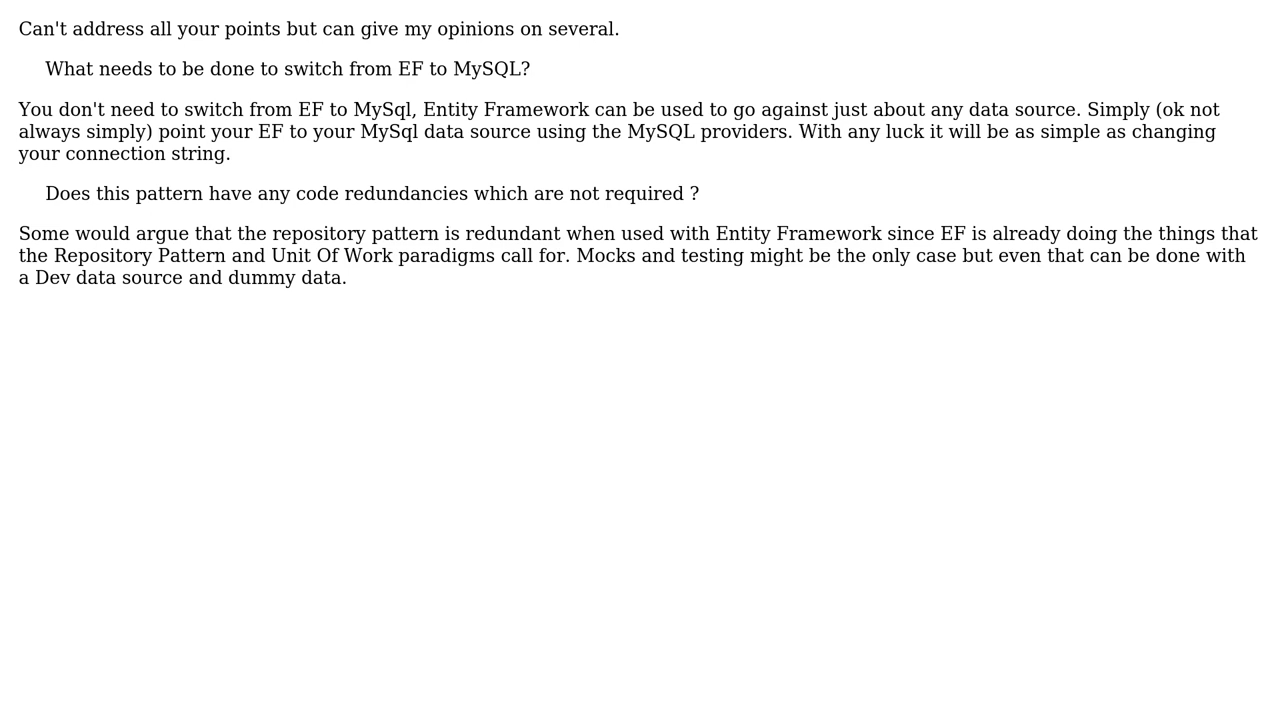 Can't address all your points but can give my opinions on several.
What needs to be done to switch from EF to MySQL?
You don't need to switch from EF to MySql, Entity Framework can be used to go against just about any data source. Simply (ok not
always simply) point your EF to your MySql data source using the MySQL providers. With any luck it will be as simple as changing
your connection string.
Does this pattern have any code redundancies which are not required ?
Some would argue that the repository pattern is redundant when used with Entity Framework since EF is already doing the things that
the Repository Pattern and Unit Of Work paradigms call for. Mocks and testing might be the only case but even that can be done with
a Dev data source and dummy data.